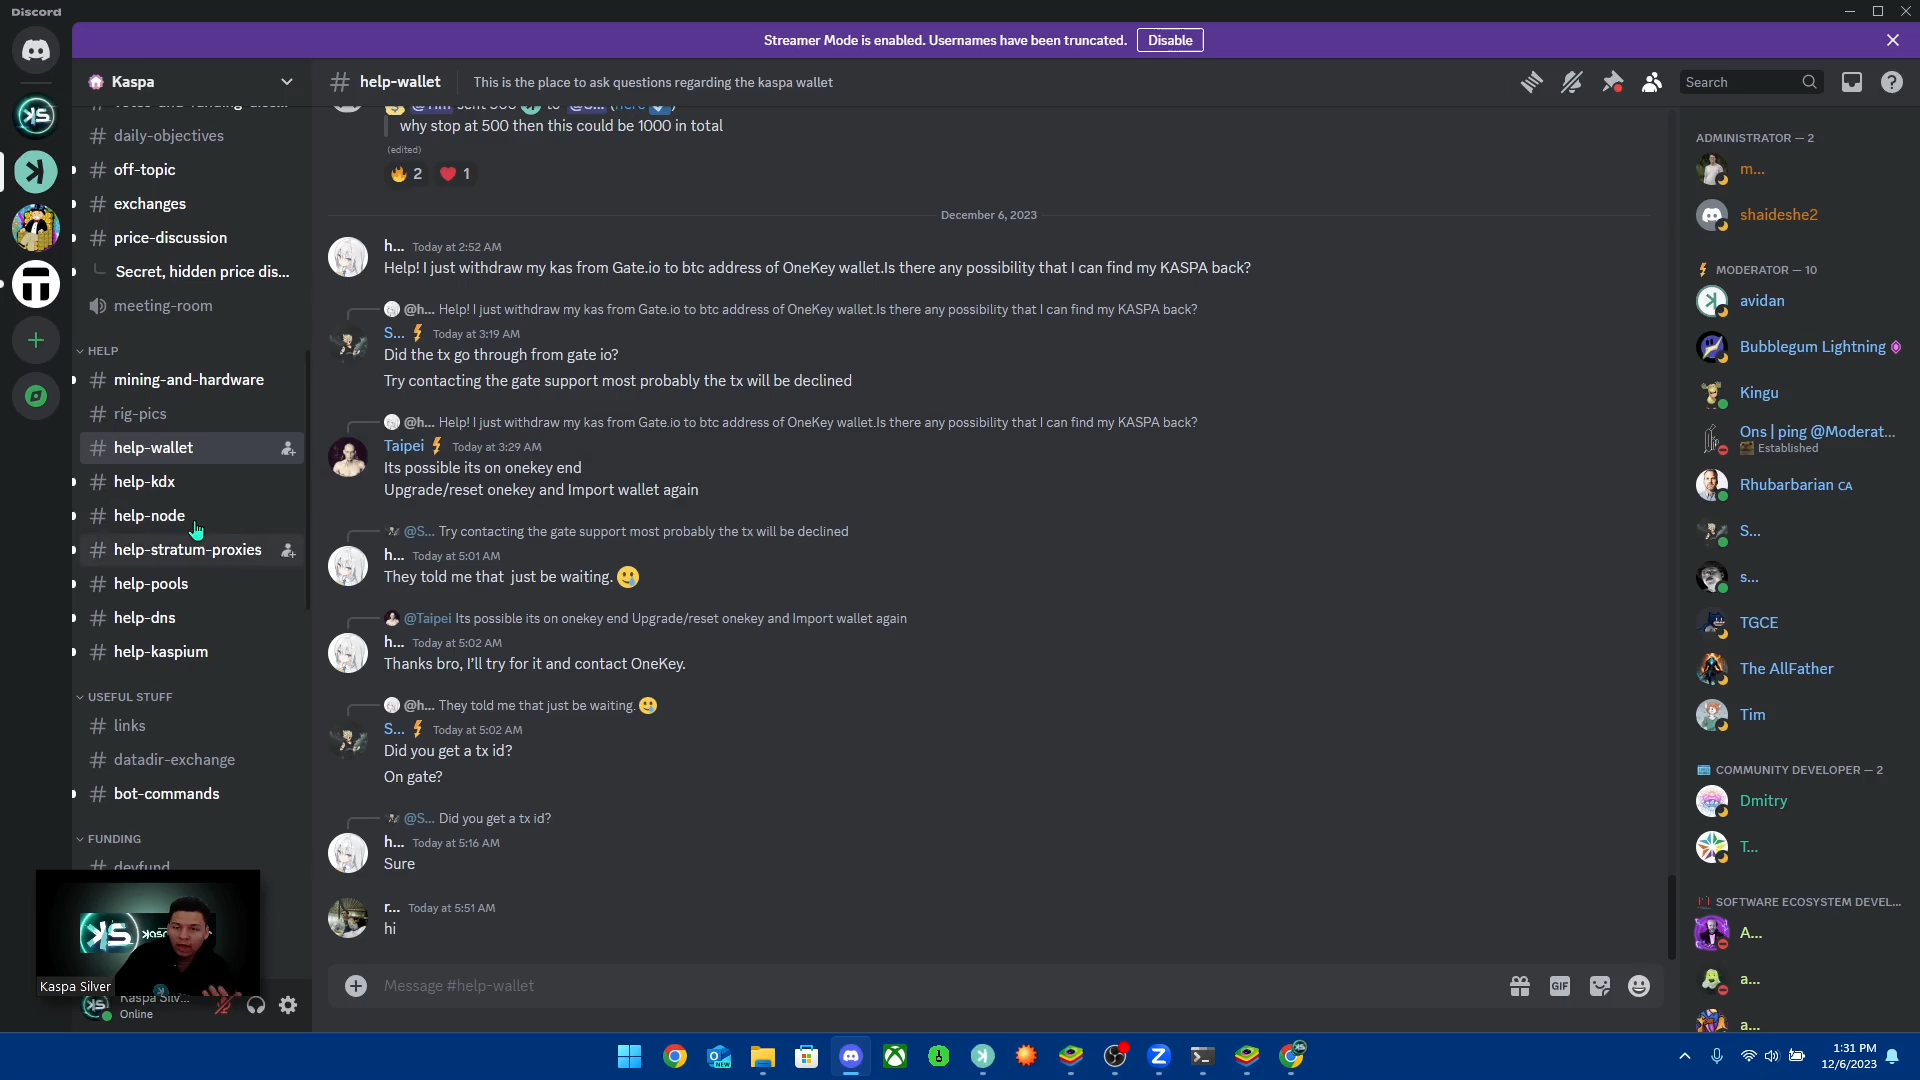 Discord
Streamer Mode is enabled. Usernames have been truncated.
Disable
Kaspa
daily-objectives
off-topic
exchanges
price-discussion
Secret, hidden price dis...
meeting-room
HELP
mining-and-hardware
rig-pics
help-wallet
help-kdx
help-node
help-stratum-proxies
help-pools
help-dns
help-kaspium
USEFUL STUFF
links
datadir-exchange
bot-commands
FUNDING
devfund
Kaspa Silver
Kaspa Silv...
Online
# help-wallet
This is the place to ask questions regarding the kaspa wallet
Search
why stop at 500 then this could be 1000 in total
(edited)
2
1
December 6, 2023
h... Today at 2:52 AM
Help! I just withdraw my kas from Gate.io to btc address of OneKey wallet.Is there any possibility that I can find my KASPA back?
@h... Help! I just withdraw my kas from Gate.io to btc address of OneKey wallet.Is there any possibility that I can find my KASPA back?
S... Today at 3:19 AM
Did the tx go through from gate io?
Try contacting the gate support most probably the tx will be declined
@h... Help! I just withdraw my kas from Gate.io to btc address of OneKey wallet.Is there any possibility that I can find my KASPA back?
Taipei Today at 3:29 AM
Its possible its on onekey end
Upgrade/reset onekey and Import wallet again
@S... Try contacting the gate support most probably the tx will be declined
h... Today at 5:01 AM
They told me that just be waiting.
@Taipei Its possible its on onekey end Upgrade/reset onekey and Import wallet again
h... Today at 5:02 AM
Thanks bro, I'll try for it and contact OneKey.
@h... They told me that just be waiting.
S... Today at 5:02 AM
Did you get a tx id?
On gate?
@S... Did you get a tx id?
h... Today at 5:16 AM
Sure
r... Today at 5:51 AM
hi
Message #help-wallet
GIF
ADMINISTRATOR — 2
m...
shaideshe2
MODERATOR — 10
avidan
Bubblegum Lightning
Kingu
Ons | ping @Moderat...
Established
Rhubarbarian CA
S...
s...
TGCE
The AllFather
Tim
COMMUNITY DEVELOPER — 2
Dmitry
T...
SOFTWARE ECOSYSTEM DEVEL...
A...
a...
a...
1:31 PM
12/6/2023